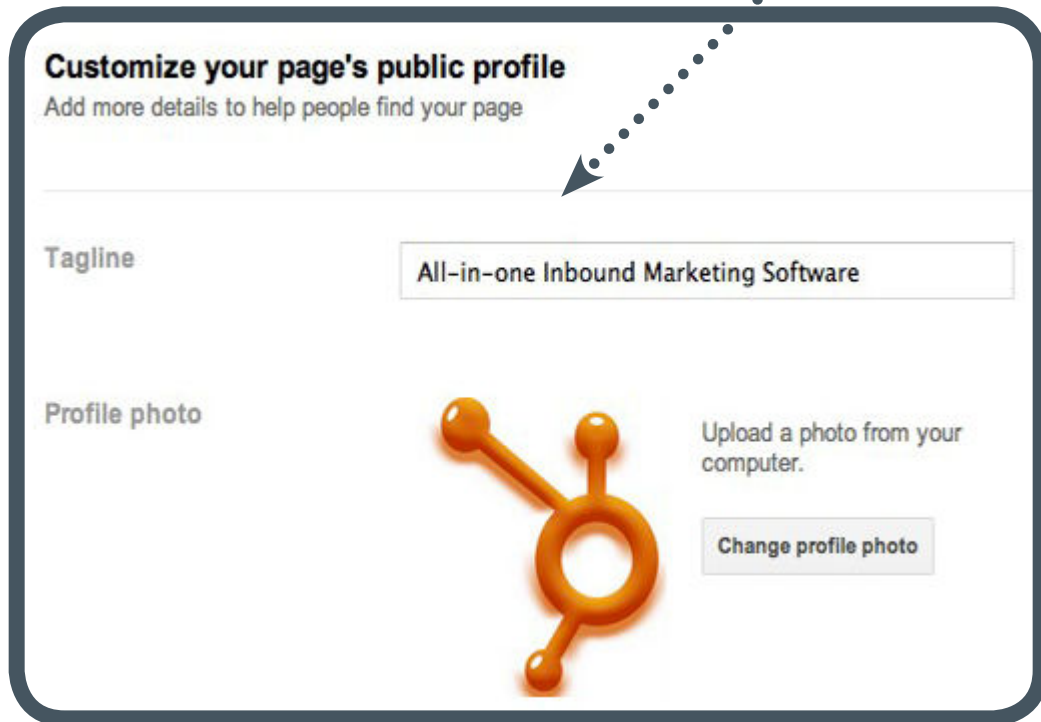 Customize your page's public profile
Add more details to help people find your page
Tagline
All-in-one Inbound Marketing Software
Profile photo
Upload a photo from your
computer.
Change profile photo